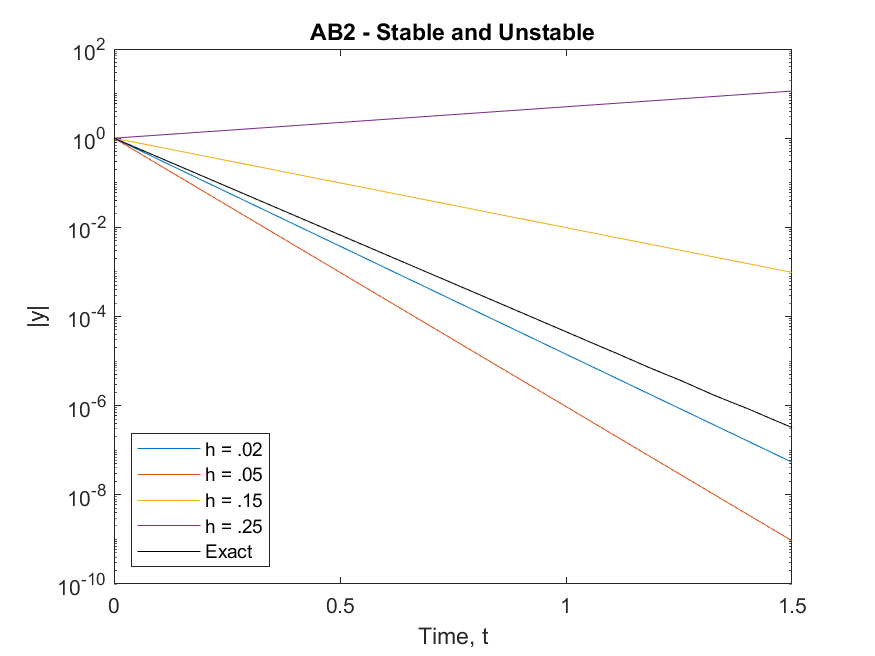 AB2 - Stable and Unstable
10^2
10^0
10^-2
10^-4
10^-6
10^-8
10^-10
|y|
h = .02
h = .05
h = .15
h = .25
Exact
0
0.5
1
1.5
Time, t